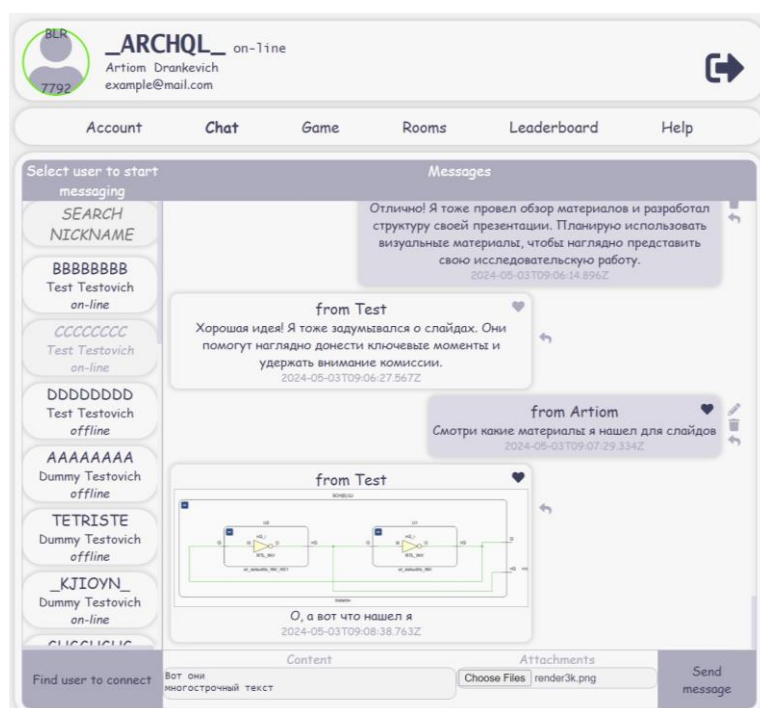 BLR
7792
_ARCHQL_ on-line
Artiom Drankevich
example@mail.com
Account Chat Game Rooms Leaderboard Help
Select user to start
messaging
SEARCH
NICKNAME
BBBBBBBB
Test Testovich
on-line
CCCCCCCC
Test Testovich
on-line
DDDDDDDD
Test Testovich
offline
AAAAAAAA
Dummy Testovich
offline
TETRISTE
Dummy Testovich
offline
_KJIOYN_
Dummy Testovich
on-line
Find user to connect
Messages
Отлично! Я тоже провел обзор материалов и разработал
структуру своей презентации. Планирую использовать
визуальные материалы, чтобы наглядно представить
свою исследовательскую работу.
2024-05-03T09:06:14.896Z
from Test
Хорошая идея! Я тоже задумывался о слайдах. Они
помогут наглядно донести ключевые моменты и
удержать внимание комиссии.
2024-05-03T09:06:27.567Z
from Artiom
Смотри какие материалы я нашел для слайдов
2024-05-03T09:07:29.334Z
from Test
О, а вот что нашел я
2024-05-03T09:08:38.763Z
Content
Вот они
многострочный текст
Attachments
Choose Files render3k.png
Send
message